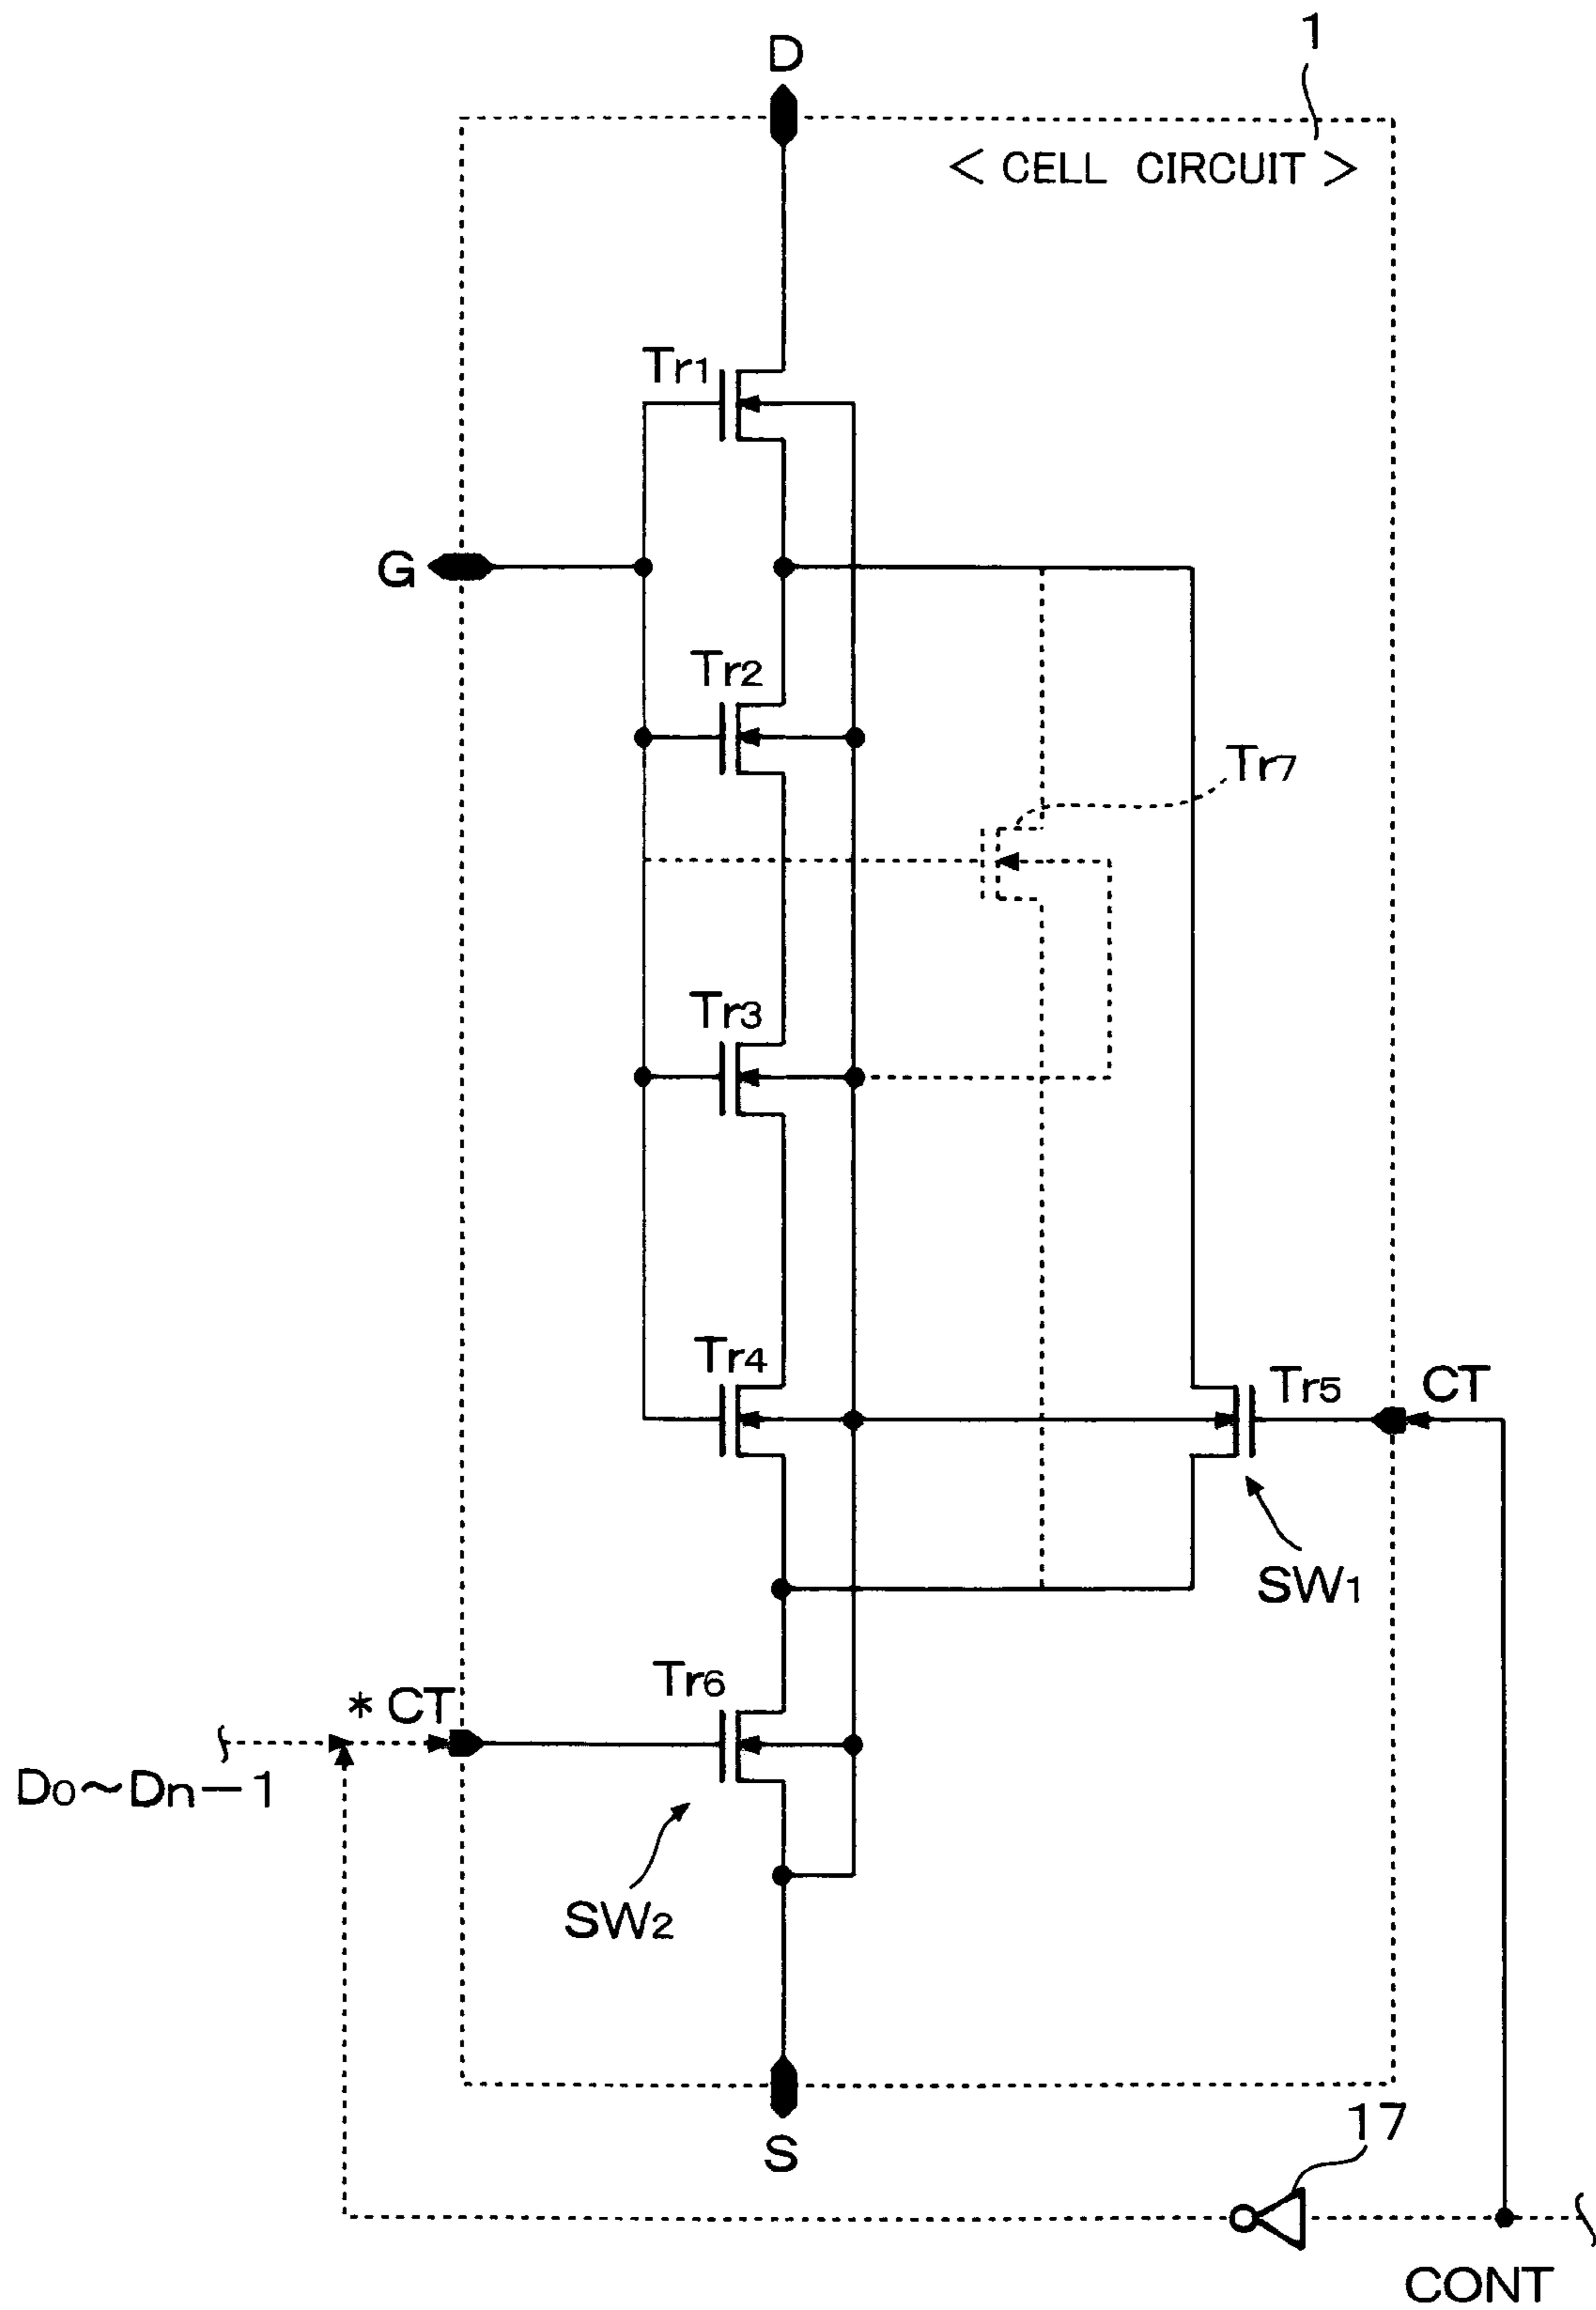 1
D
< CELL CIRCUIT >
Tr1
G
Tr2
Tr7
Tr3
Tr4
Tr5
CT
SW1
Tr6
* CT
D0~Dn-1
SW2
17
S
CONT